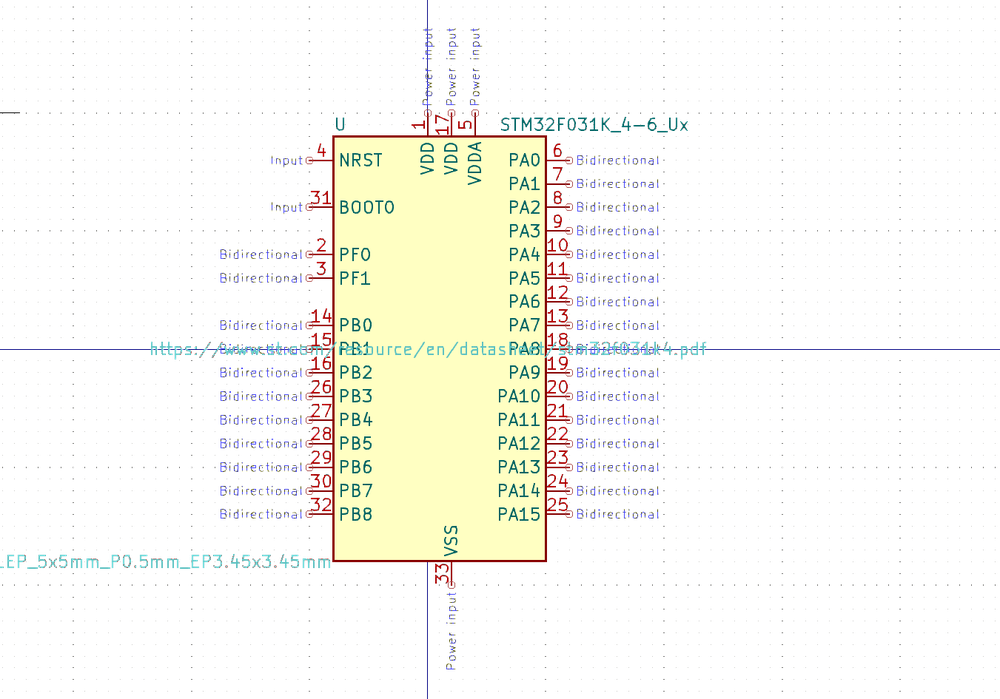 Power input
Power input
Power input
1
17
5
U
STM32F031K_4-6_Ux
VDD
VDD
VDDA
Input 4 NRST
PA0 6 Bidirectional
PA1 7 Bidirectional
Input 31 BOOT0
PA2 8 Bidirectional
PA3 9 Bidirectional
Bidirectional 2 PF0
PA4 10 Bidirectional
Bidirectional 3 PF1
PA5 11 Bidirectional
PA6 12 Bidirectional
Bidirectional 14 PB0
PA7 13 Bidirectional
Bidirectional 15 PB1
https://www.st.com/resource/en/datasheet/stm32f031k4.pdf
PA8 18 Bidirectional
Bidirectional 16 PB2
PA9 19 Bidirectional
Bidirectional 26 PB3
PA10 20 Bidirectional
Bidirectional 27 PB4
PA11 21 Bidirectional
Bidirectional 28 PB5
PA12 22 Bidirectional
Bidirectional 29 PB6
PA13 23 Bidirectional
Bidirectional 30 PB7
PA14 24 Bidirectional
Bidirectional 32 PB8
PA15 25 Bidirectional
VSS
EP_5x5mm_P0.5mm_EP3.45x3.45mm
33
Power input